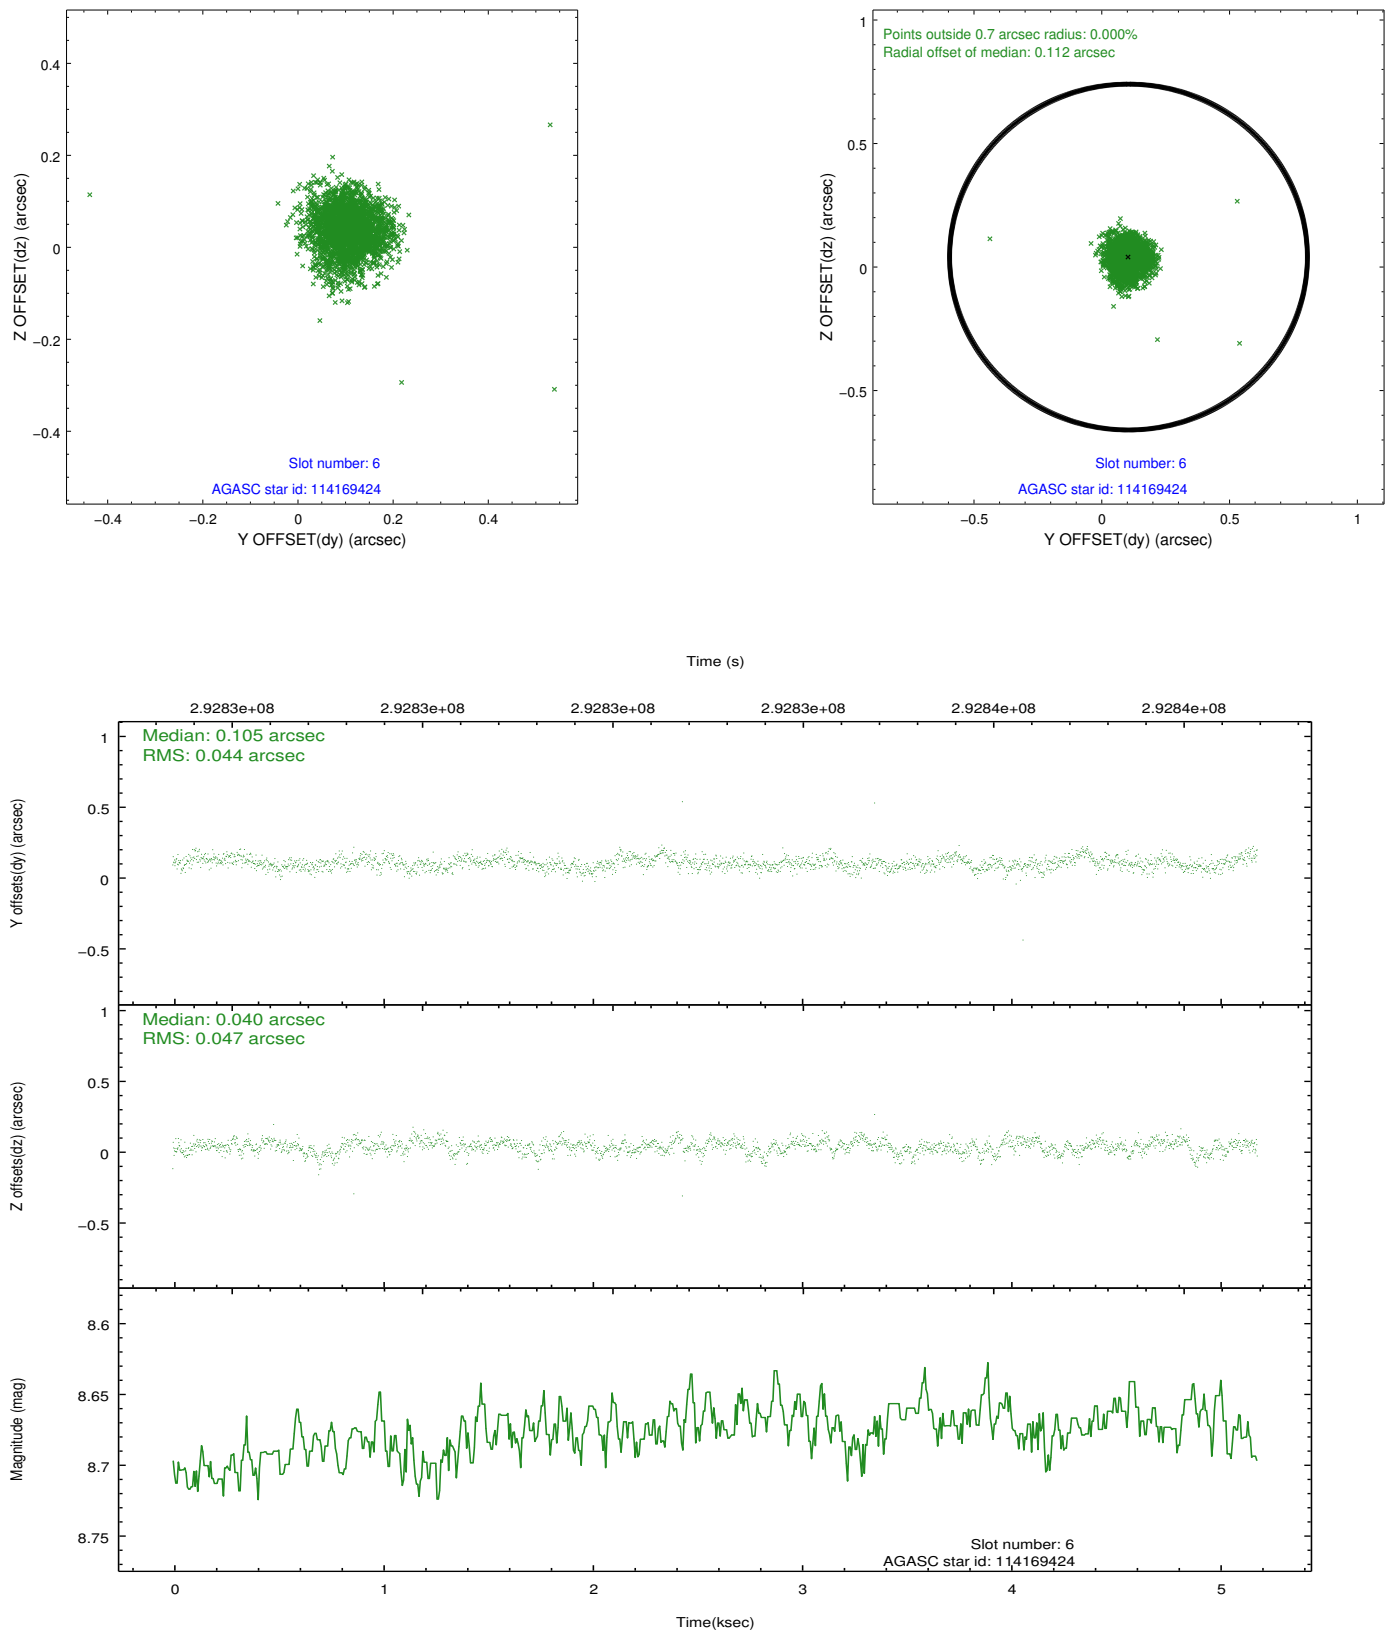 0.4
0.2
0
−0.2
−0.4
Z OFFSET(dz) (arcsec)
Slot number: 6
AGASC star id: 114169424
−0.4 −0.2 0 0.2 0.4
Y OFFSET(dy) (arcsec)
Points outside 0.7 arcsec radius: 0.000%
Radial offset of median: 0.112 arcsec
1
0.5
0
−0.5
Z OFFSET(dz) (arcsec)
Slot number: 6
AGASC star id: 114169424
−0.5 0 0.5 1
Y OFFSET(dy) (arcsec)
Time (s)
2.9283e+08 2.9283e+08 2.9283e+08 2.9283e+08 2.9284e+08 2.9284e+08
Median: 0.105 arcsec
RMS: 0.044 arcsec
1
0.5
0
−0.5
Y offsets(dy) (arcsec)
Median: 0.040 arcsec
RMS: 0.047 arcsec
1
0.5
0
−0.5
Z offsets(dz) (arcsec)
8.6
8.65
8.7
8.75
Magnitude (mag)
Slot number: 6
AGASC star id: 114169424
0 1 2 3 4 5
Time(ksec)